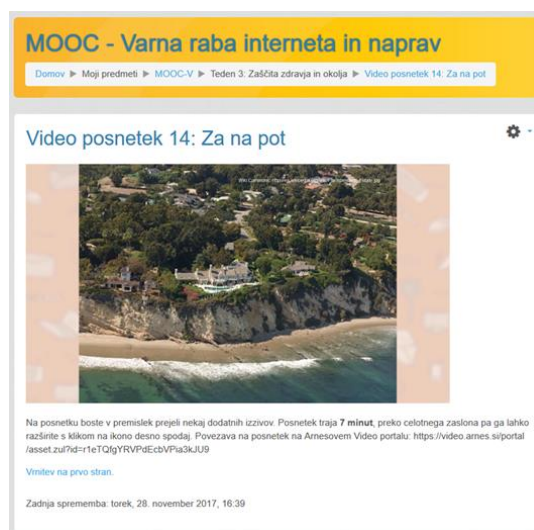 MOOC - Varna raba interneta in naprav
Domov ▶ Moji predmeti ▶ MOOC-V ▶ Teden 3: Zaščita zdravja in okolja ▶ Video posnetek 14: Za na pot
Video posnetek 14: Za na pot
Na posnetku boste v premislek prejeli nekaj dodatnih izzivov. Posnetek traja 7 minut, preko celotnega zaslona pa ga lahko
razširite s klikom na ikono desno spodaj. Povezava na posnetek na Arnesovem Video portalu: https://video.arnes.si/portal
/asset.zul?id=r1eTQfgYRVPdEcbVPia3kJU9
Vrnitev na prvo stran.
Zadnja sprememba: torek, 28. november 2017, 16:39